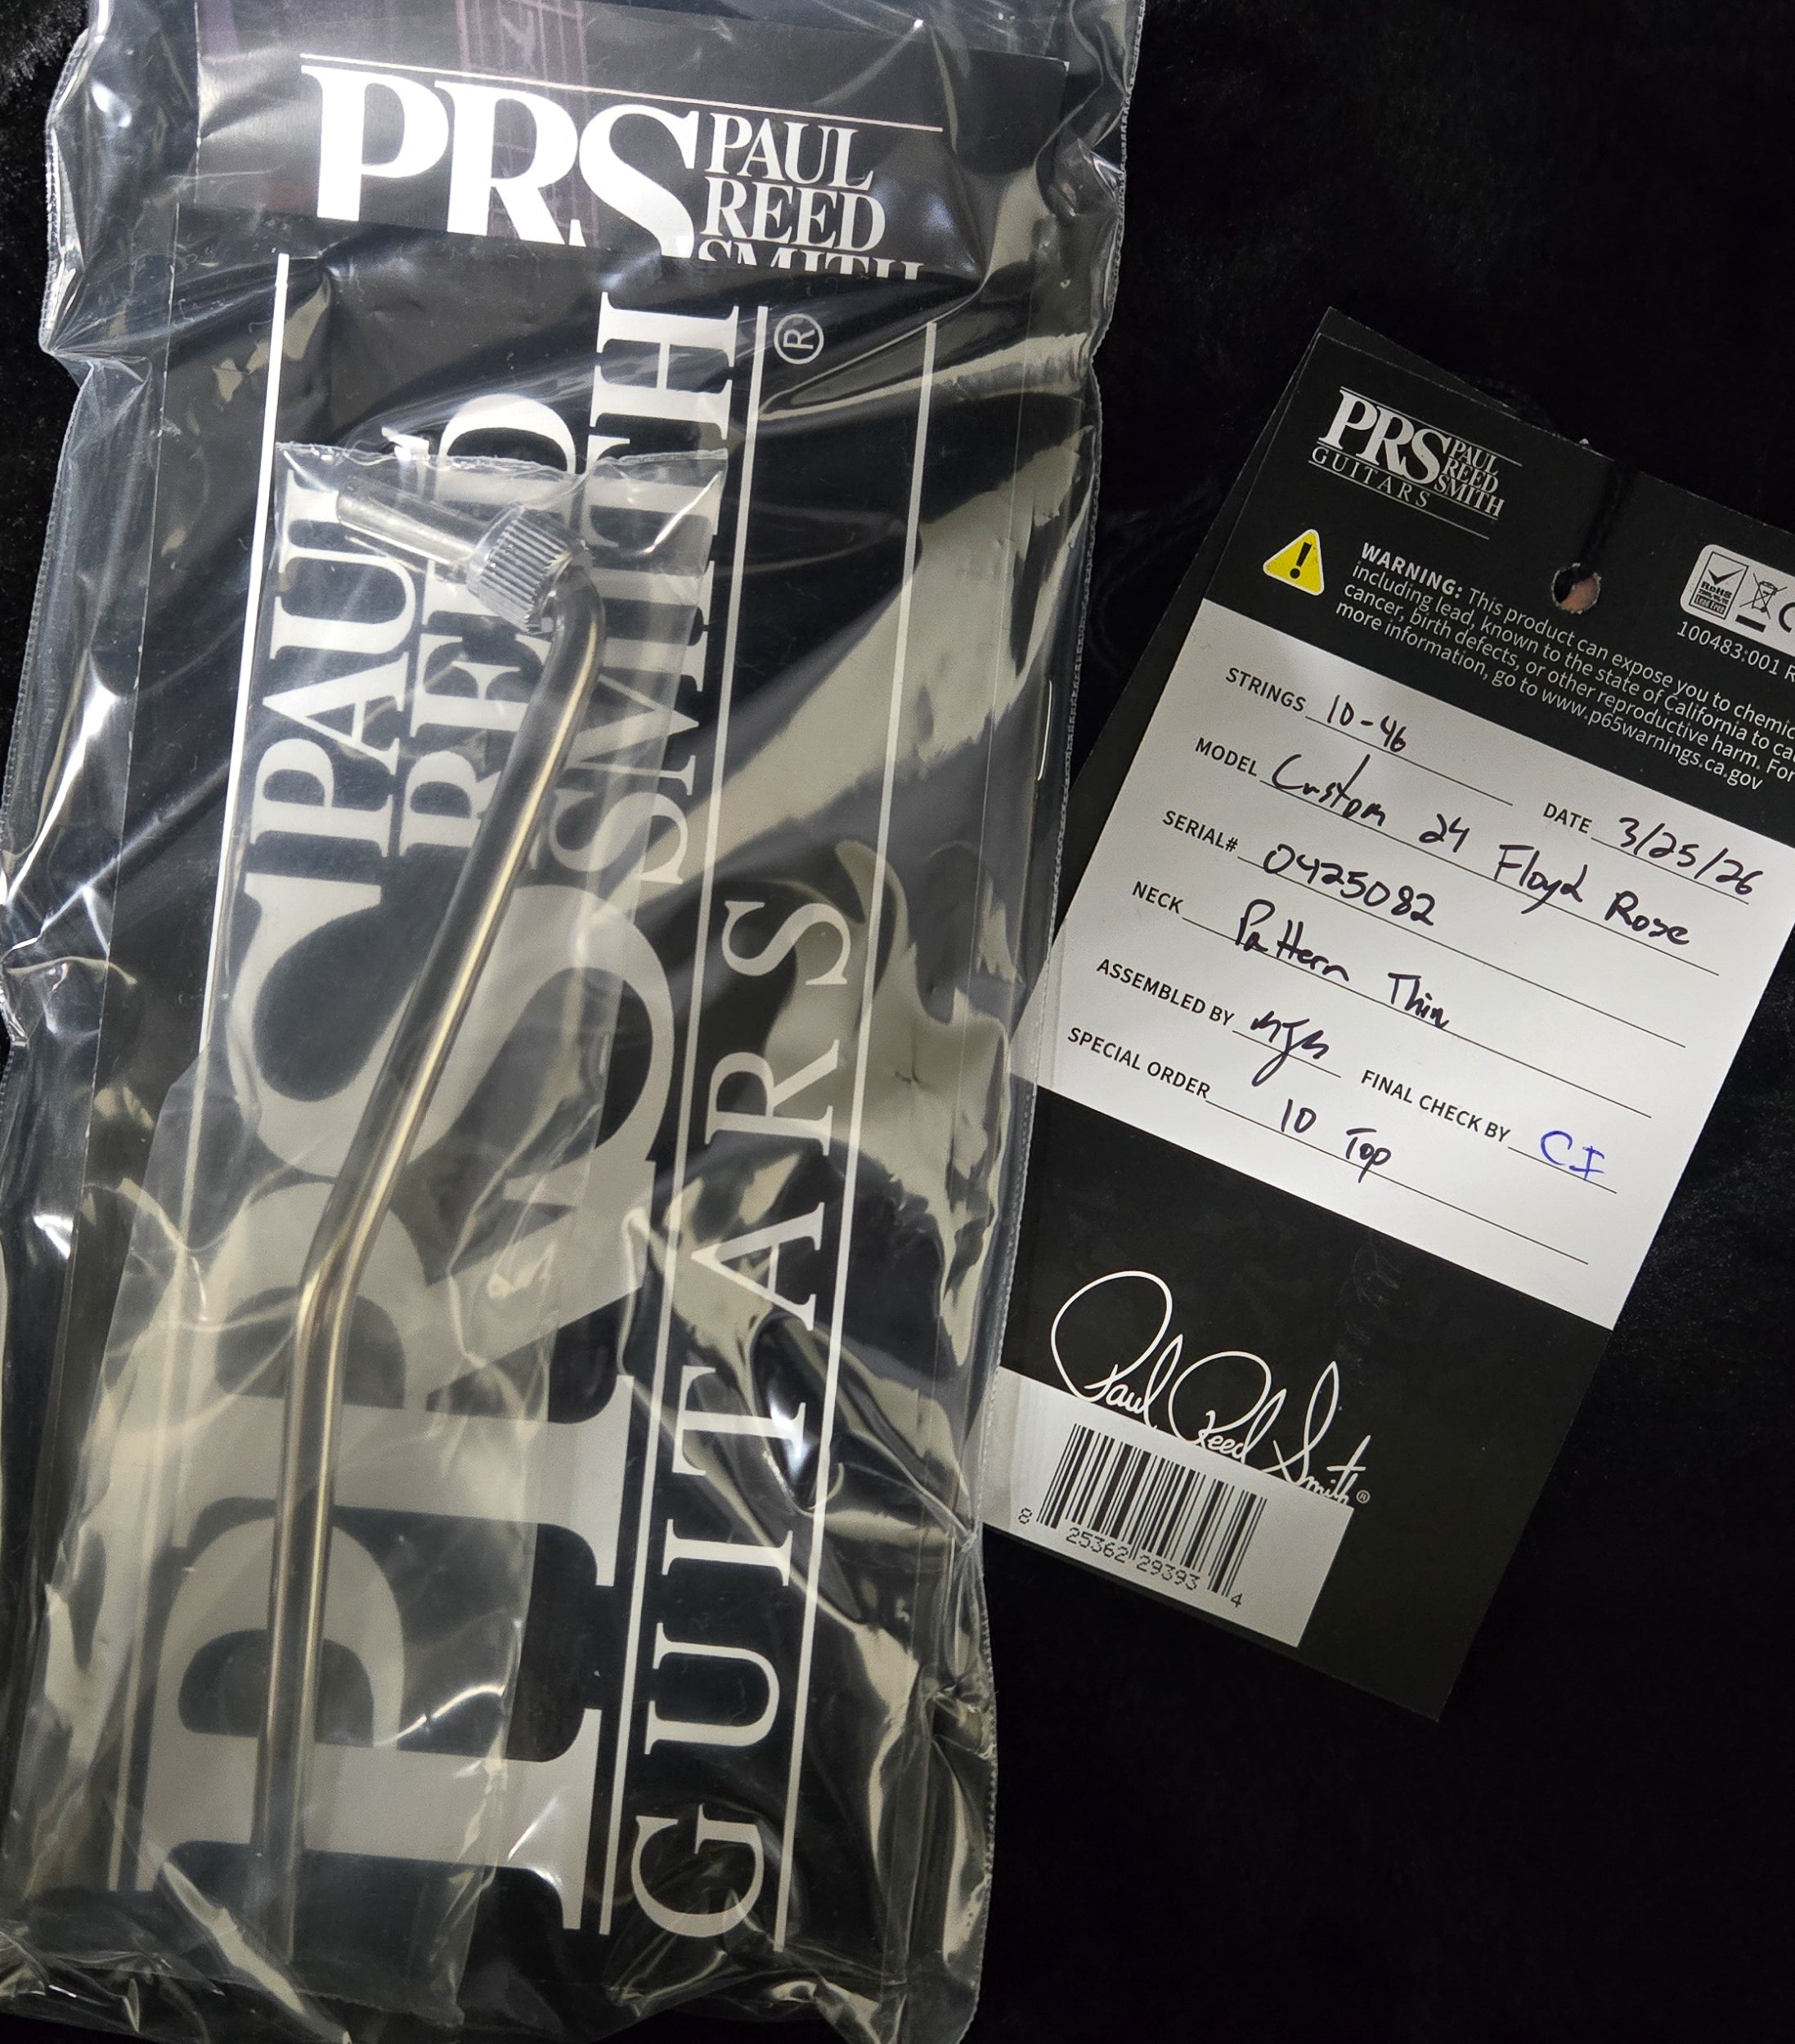 PRS PAUL
REED
SMITH
PRS PAUL
REED
SMITH ®
GUITARS
PRS PAUL
REED
SMITH
GUITARS
WARNING: This product can expose you to chemic
including lead, known to the state of California to ca
cancer, birth defects, or other reproductive harm. For
more information, go to www.p65warnings.ca.gov
RoHS
100483:001 R
STRINGS 10-46
DATE 3/25/26
MODEL Custom 24 Floyd Rose
SERIAL# 0425082
NECK Pattern Thin
ASSEMBLED BY
FINAL CHECK BY CI
SPECIAL ORDER 10 Top
Paul Reed Smith ®
8 25362 29393 4